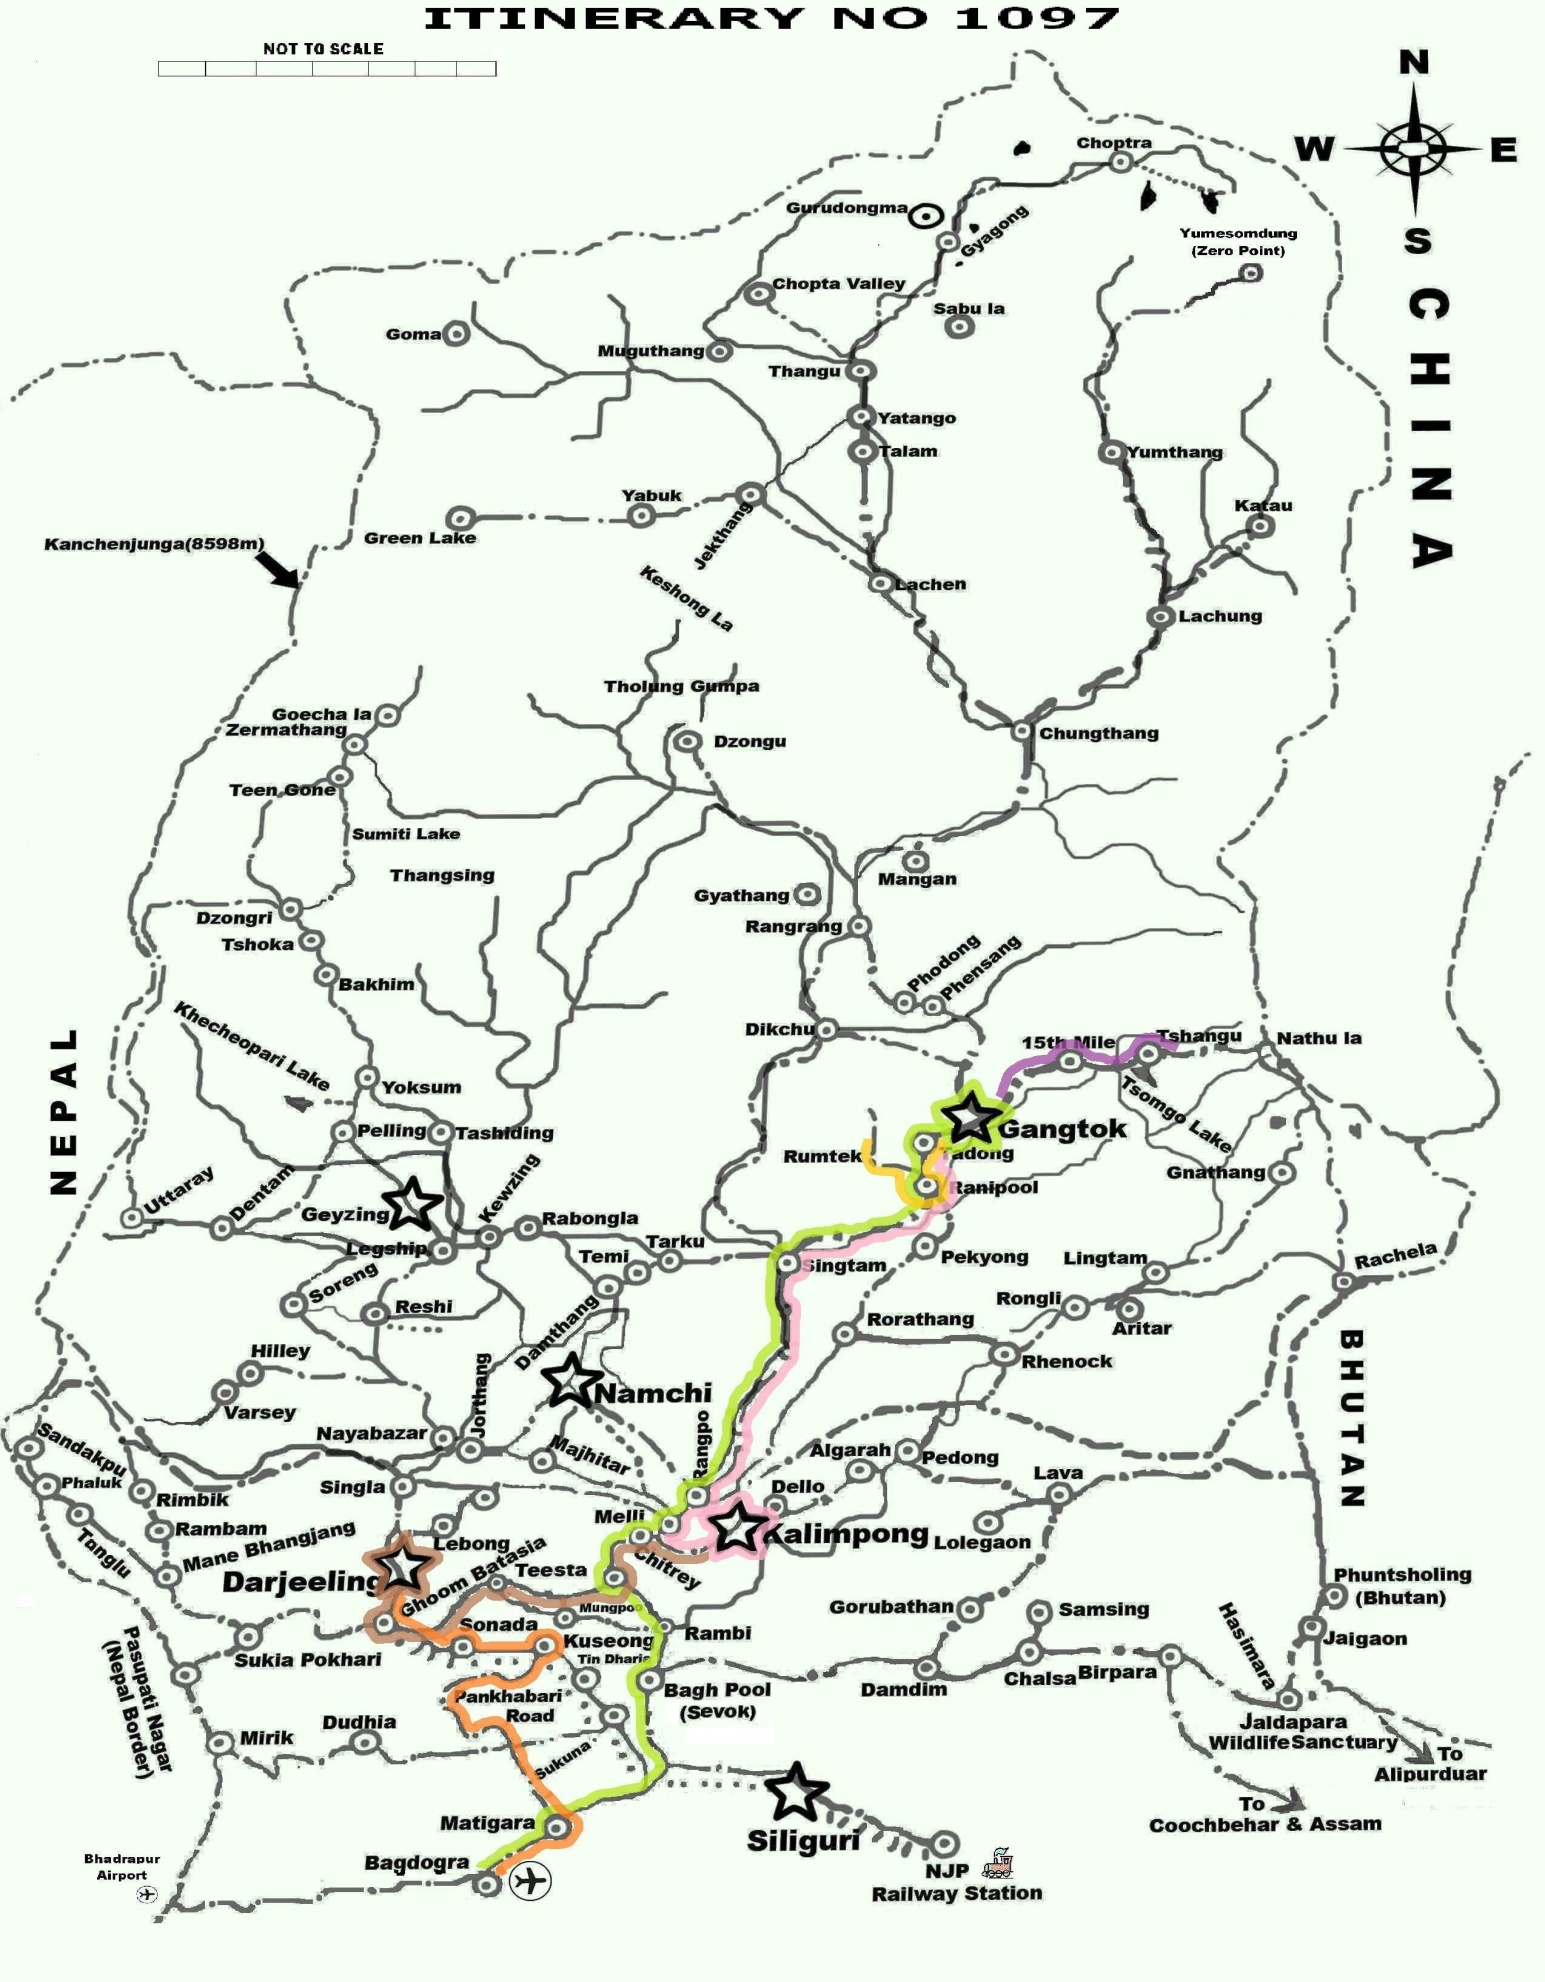 ITINERARY NO 1097
NOT TO SCALE
N
W
E
S
CHINA
Choptra
Gurudongma
Gyagong
Yumesomdung
(Zero Point)
Chopta Valley
Sabu la
Goma
Muguthang
Thangu
Yatango
Talam
Yumthang
Yabuk
Katau
Green Lake
Jekthang
Kanchenjunga(8598m)
Keshong La
Lachen
Lachung
Tholung Gumpa
Goecha la
Zermathang
Dzongu
Chungthang
Teen Gone
Sumiti Lake
Thangsing
Mangan
Gyathang
Rangrang
Dzongri
Tshoka
Bakhim
Phodong
Phensang
Khecheopari Lake
Dikchu
15th Mile
Tshangu
Nathu la
NEPAL
Yoksum
Tsomgo Lake
Pelling
Tashiding
Gangtok
Rumtek
Tadong
Ranipool
Gnathang
Uttaray
Dentam
Geyzing
Kewzing
Rabongla
Legship
Tarku
Temi
Singtam
Pekyong
Lingtam
Rachela
Soreng
Reshi
Damthang
Rongli
Aritar
Rorathang
Rhenock
BHUTAN
Hilley
Varsey
Jorthang
Namchi
Nayabazar
Majhitar
Rangpo
Sandakpu
Phaluk
Singla
Algarah
Pedong
Dello
Lava
Rimbik
Melli
Kalimpong
Lolegaon
Tonglu
Rambam
Mane Bhangjang
Lebong
Chitrey
Darjeeling
Ghoom Batasia
Teesta
Phuntsholing
(Bhutan)
Mungpoo
Gorubathan
Samsing
Hasimara
Sonada
Kuseong
Rambi
Jaigaon
Pasupati Nagar
(Nepal Border)
Sukia Pokhari
Tin Dharia
Bagh Pool
(Sevok)
Damdim
Chalsa
Birpara
Pankhabari
Road
Dudhia
Mirik
Sukuna
Jaldapara
WildlifeSanctuary
To
Alipurduar
To
Coochbehar & Assam
Matigara
Siliguri
Bagdogra
Bhadrapur
Airport
NJP
Railway Station